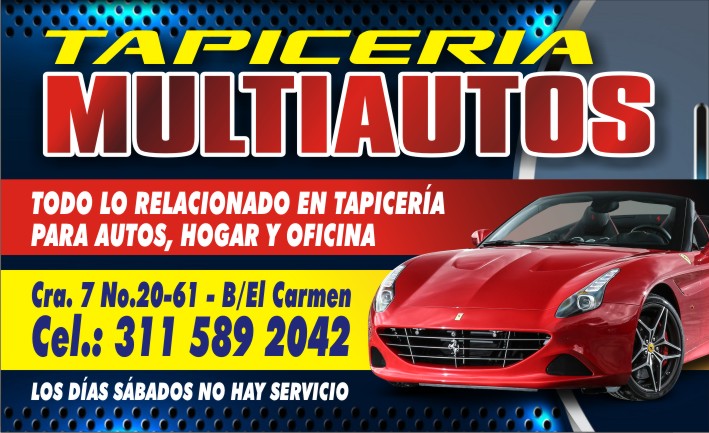 TAPICERIA
MULTIAUTOS
TODO LO RELACIONADO EN TAPICERÍA
PARA AUTOS, HOGAR Y OFICINA
Cra. 7 No.20-61 - B/El Carmen
Cel.: 311 589 2042
LOS DÍAS SÁBADOS NO HAY SERVICIO